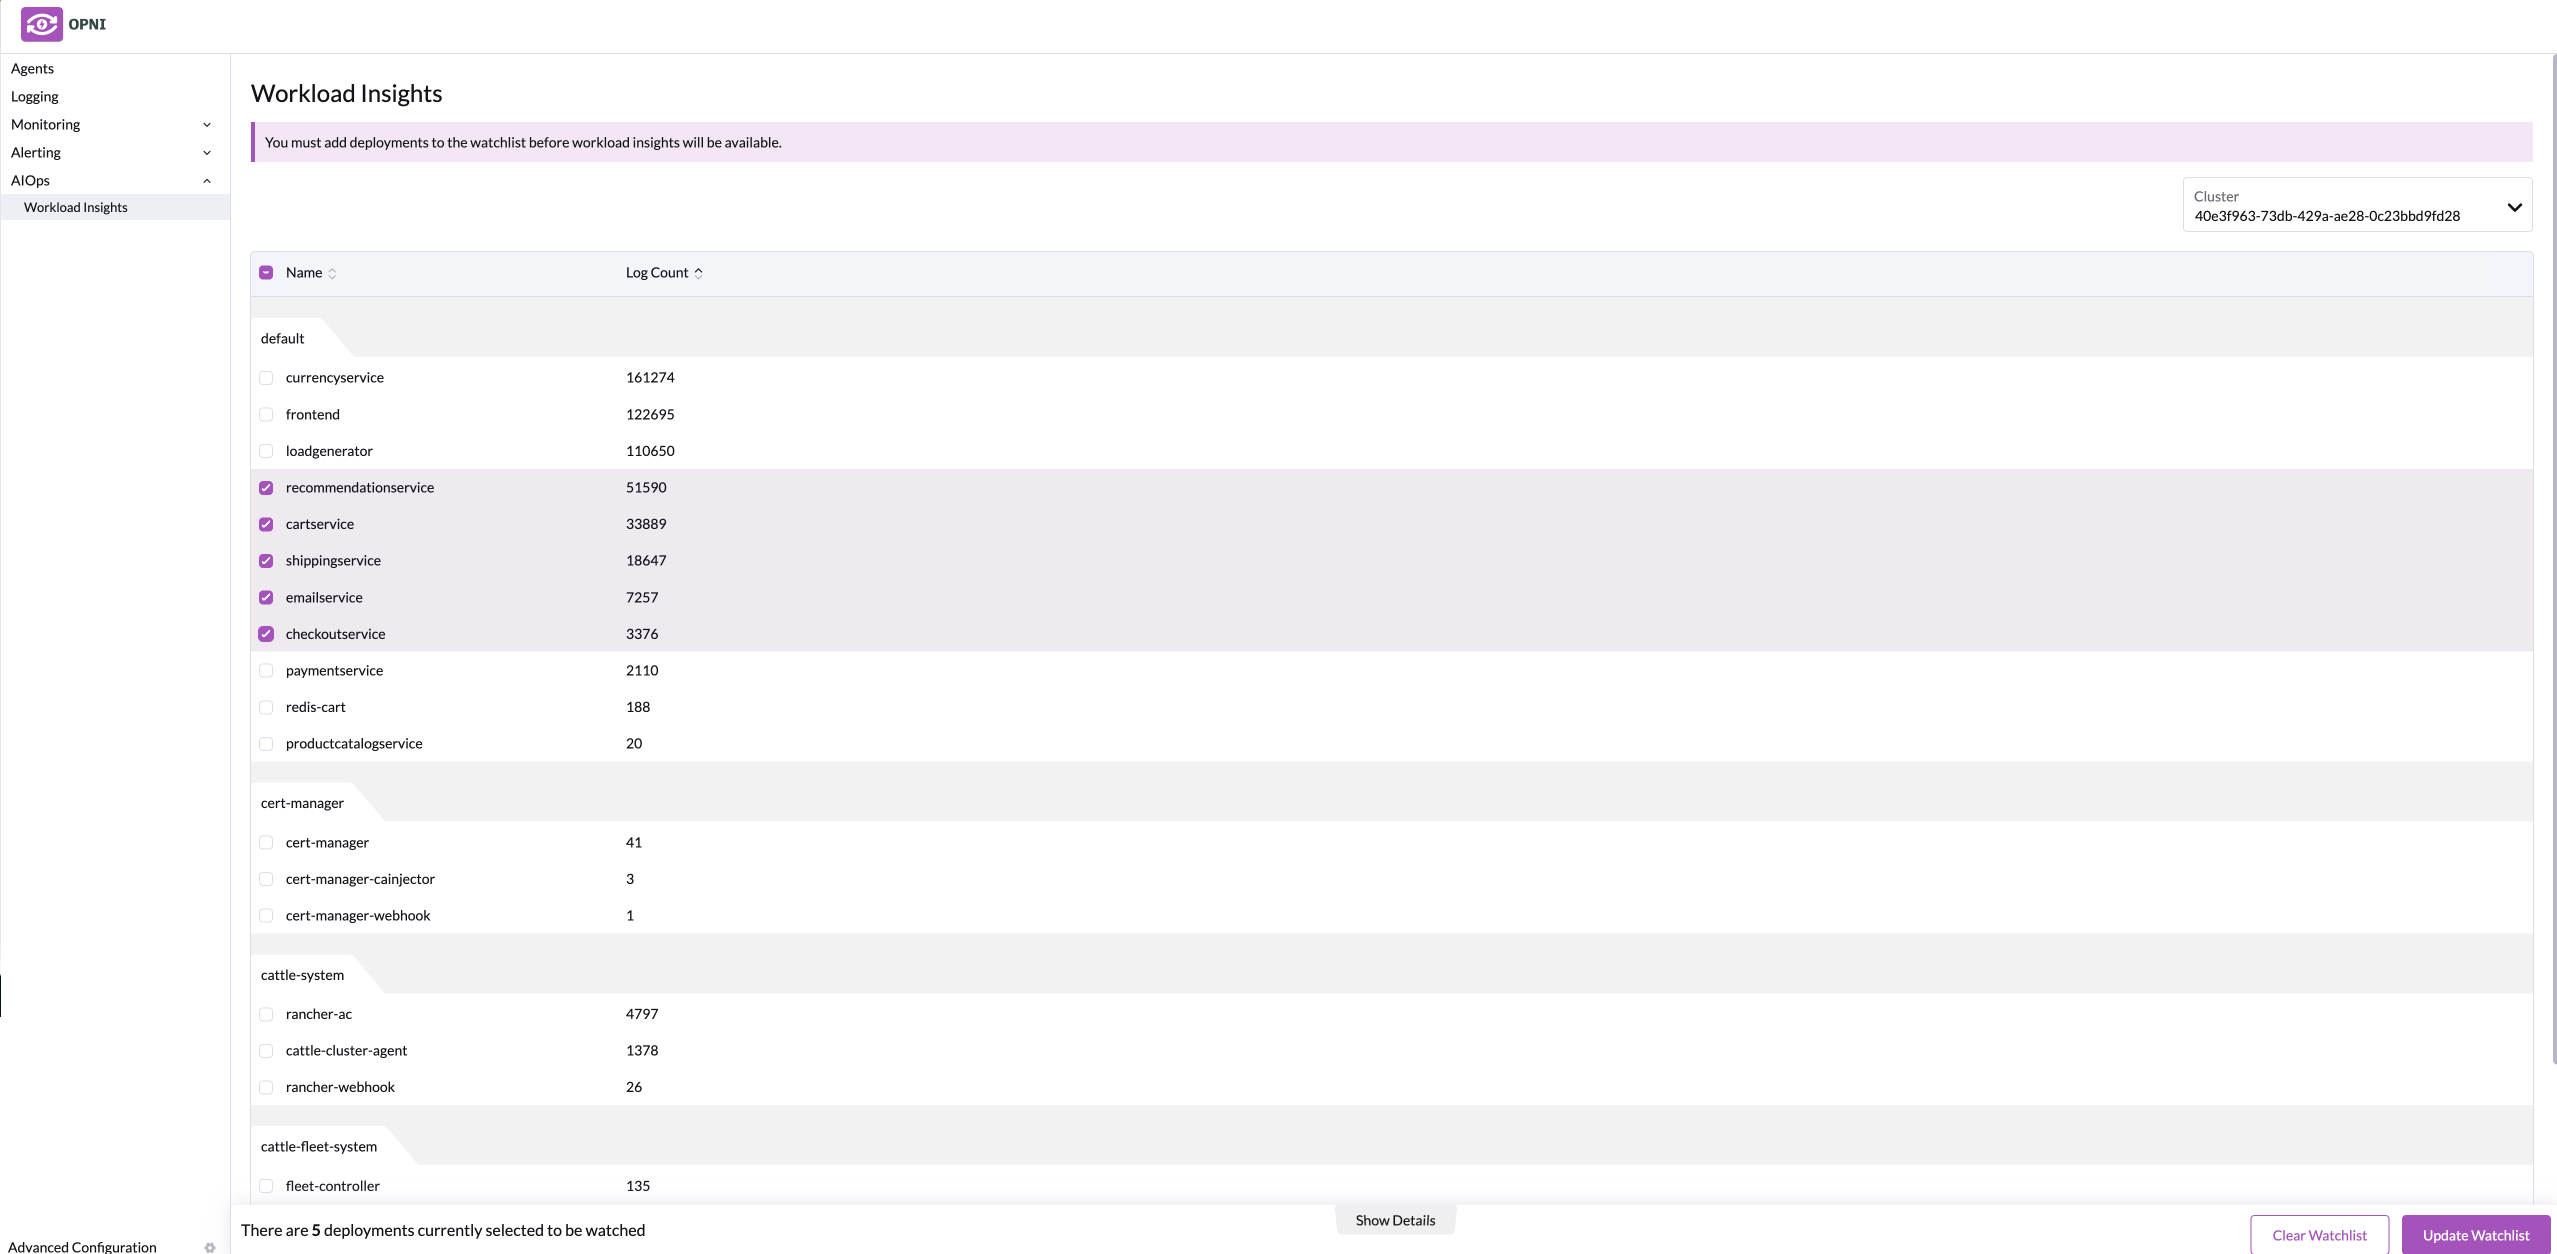 OPNI
Agents
Logging
Monitoring
Alerting
AIOps
Workload Insights
Advanced Configuration
Workload Insights
You must add deployments to the watchlist before workload insights will be available.
Cluster
40e3f963-73db-429a-ae28-0c23bbd9fd28
Name Log Count
default
currencyservice 161274
frontend 122695
loadgenerator 110650
recommendationservice 51590
cartservice 33889
shippingservice 18647
emailservice 7257
checkoutservice 3376
paymentservice 2110
redis-cart 188
productcatalogservice 20
cert-manager
cert-manager 41
cert-manager-cainjector 3
cert-manager-webhook 1
cattle-system
rancher-ac 4797
cattle-cluster-agent 1378
rancher-webhook 26
cattle-fleet-system
fleet-controller 135
There are 5 deployments currently selected to be watched
Show Details
Clear Watchlist
Update Watchlist